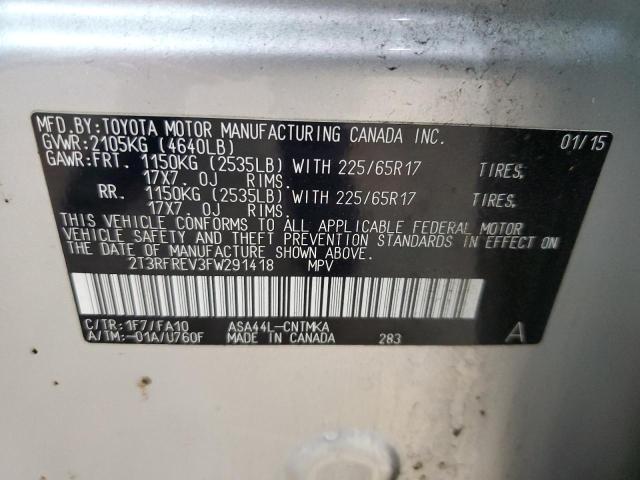 MFD.BY:TOYOTA MOTOR MANUFACTURING CANADA INC. 01/15
GVWR:2105KG (4640LB)
GAWR:FRT. 1150KG (2535LB) WITH 225/65R17 TIRES,
17X7. 0J RIMS.
RR. 1150KG (2535LB) WITH 225/65R17 TIRES,
17X7. 0J RIMS.
THIS VEHICLE CONFORMS TO ALL APPLICABLE FEDERAL MOTOR
VEHICLE SAFETY AND THEFT PREVENTION STANDARDS IN EFFECT ON
THE DATE OF MANUFACTURE SHOWN ABOVE.
2T3RFREV3FW291418 MPV
C/TR:1F7/FA10 ASA44L-CNTMKA
A/TM:-01A/U760F MADE IN CANADA 283 A